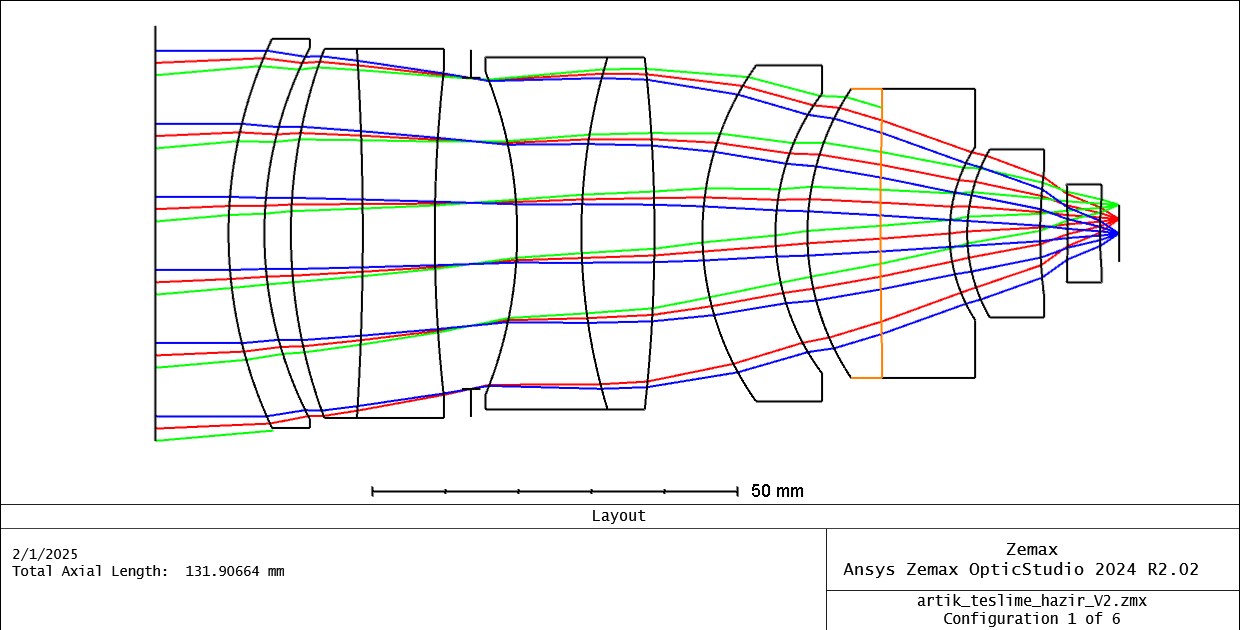 50 mm
Layout
2/1/2025
Total Axial Length:  131.90664 mm
Zemax
Ansys Zemax OpticStudio 2024 R2.02
artik_teslime_hazir_V2.zmx
Configuration 1 of 6